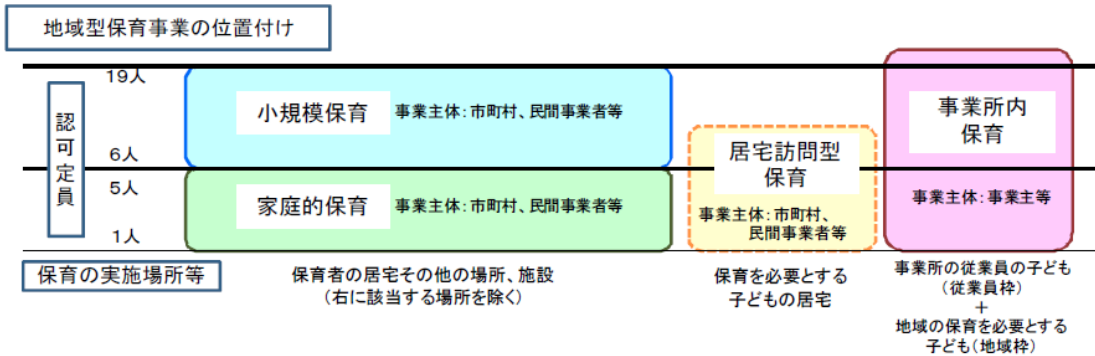 地域型保育事業の位置付け
認可定員
19人
6人
5人
1人
小規模保育
事業主体:市町村、民間事業者等
家庭的保育
事業主体:市町村、民間事業者等
居宅訪問型
保育
事業主体:市町村、
民間事業者等
事業所内
保育
事業主体:事業主等
保育の実施場所等
保育者の居宅その他の場所、施設
(右に該当する場所を除く)
保育を必要とする
子どもの居宅
事業所の従業員の子ども
(従業員枠)
+
地域の保育を必要とする
子ども(地域枠)